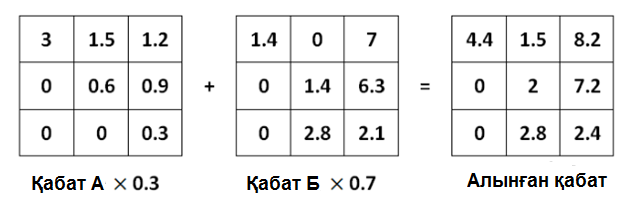 3 1.5 1.2 1.4 0 7 4.4 1.5 8.2
0 0.6 0.9 + 0 1.4 6.3 = 0 2 7.2
0 0 0.3 0 2.8 2.1 0 2.8 2.4
Қабат А × 0.3 Қабат Б × 0.7 Алынған қабат